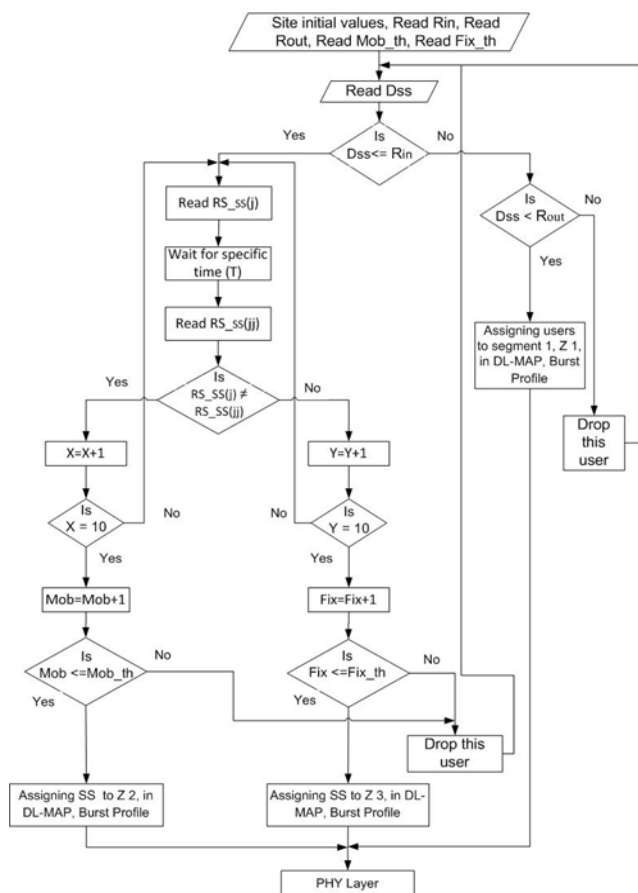 Site initial values, Read Rin, Read
Rout, Read Mob_th, Read Fix_th
Read Dss
Yes
Is
Dss<= Rin
No
Read RS_ss(j)
Is
Dss < Rout
No
Wait for specific
time (T)
Yes
Read RS_ss(jj)
Assigning users
to segment 1, Z 1,
in DL-MAP, Burst
Profile
Yes
Is
RS_SS(j) ≠
RS_SS(jj)
No
Drop
this
user
X=X+1
Y=Y+1
Is
X = 10
No
No
Is
Y = 10
Yes
Yes
Mob=Mob+1
Fix=Fix+1
Is
Mob <=Mob_th
No
Is
Fix <=Fix_th
No
Yes
Yes
Drop this
user
Assigning SS to Z 2, in
DL-MAP, Burst Profile
Assigning SS to Z 3, in DL-
MAP, Burst Profile
PHY Layer